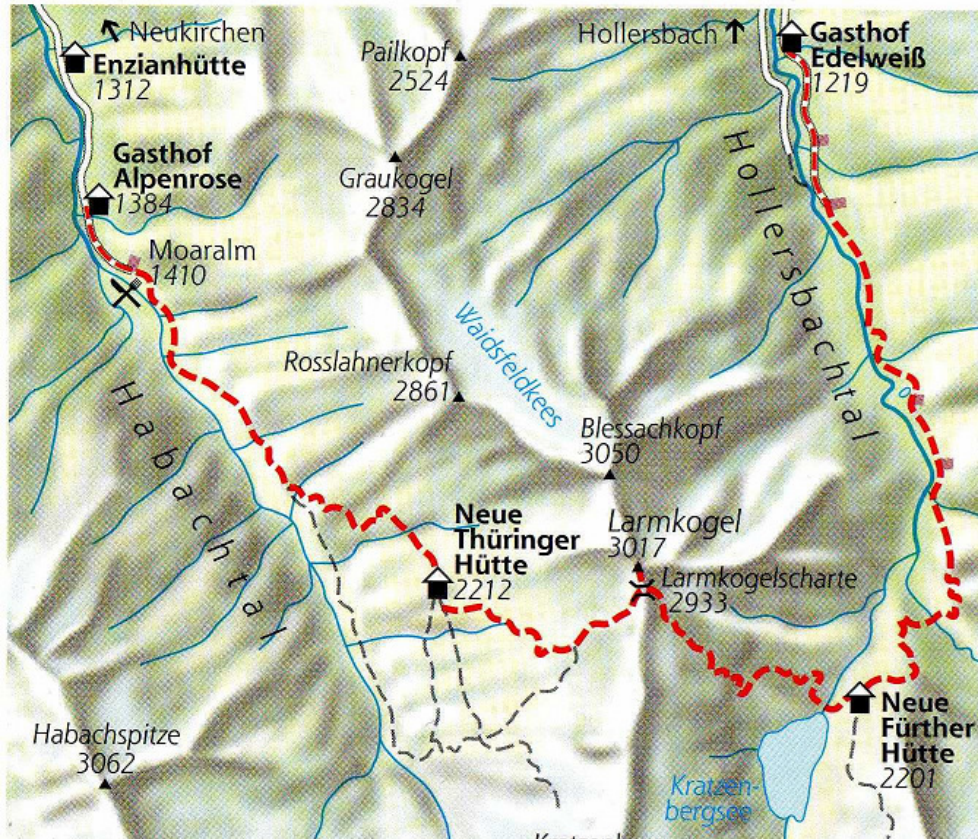 Neukirchen
Enzianhütte
1312
Pailkopf
2524
Hollersbach
Gasthof
Edelweiß
1219
Gasthof
Alpenrose
1384
Graukogel
2834
Moaralm
1410
Hollersbachtal
Waidsfeldkees
Rosslahnerkopf
2861
Habachtal
Blessachkopf
3050
Neue
Thüringer
Hütte
2212
Larmkogel
3017
Larmkogelscharte
2933
Habachspitze
3062
Neue
Fürther
Hütte
2201
Kratzen-
bergsee